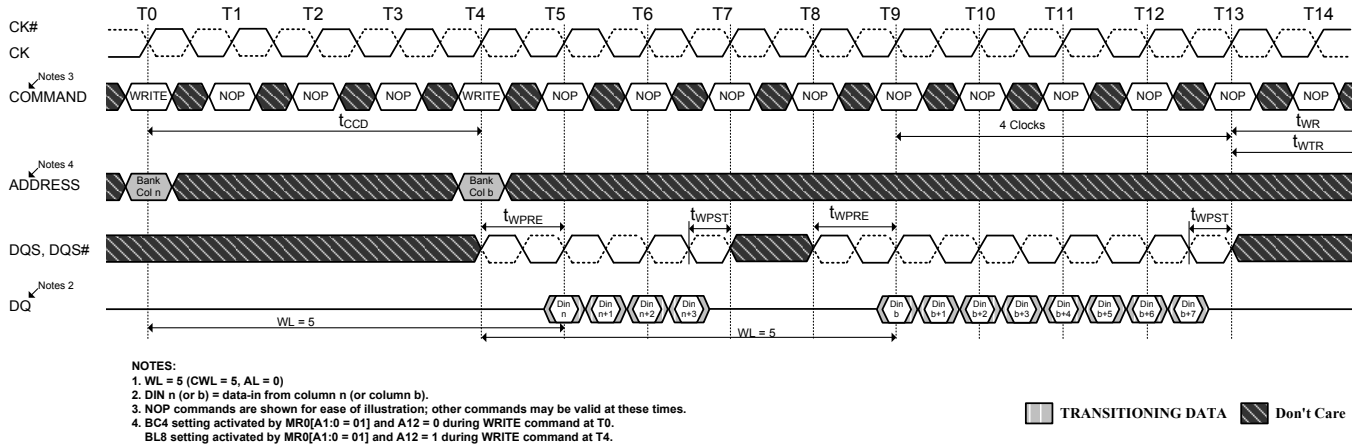 T0 T1 T2 T3 T4 T5 T6 T7 T8 T9 T10 T11 T12 T13 T14
CK#
CK
Notes 3
COMMAND
WRITE NOP NOP NOP WRITE NOP NOP NOP NOP NOP NOP NOP NOP NOP NOP
tCCD
4 Clocks
tWR
tWTR
Notes 4
ADDRESS
Bank
Col n
Bank
Col b
tWPRE
tWPST
tWPRE
tWPST
DQS, DQS#
Notes 2
DQ
Din
n
Din
n+1
Din
n+2
Din
n+3
Din
b
Din
b+1
Din
b+2
Din
b+3
Din
b+4
Din
b+5
Din
b+6
Din
b+7
WL = 5
WL = 5
NOTES:
1. WL = 5 (CWL = 5, AL = 0)
2. DIN n (or b) = data-in from column n (or column b).
3. NOP commands are shown for ease of illustration; other commands may be valid at these times.
4. BC4 setting activated by MR0[A1:0 = 01] and A12 = 0 during WRITE command at T0.
BL8 setting activated by MR0[A1:0 = 01] and A12 = 1 during WRITE command at T4.
TRANSITIONING DATA
Don't Care